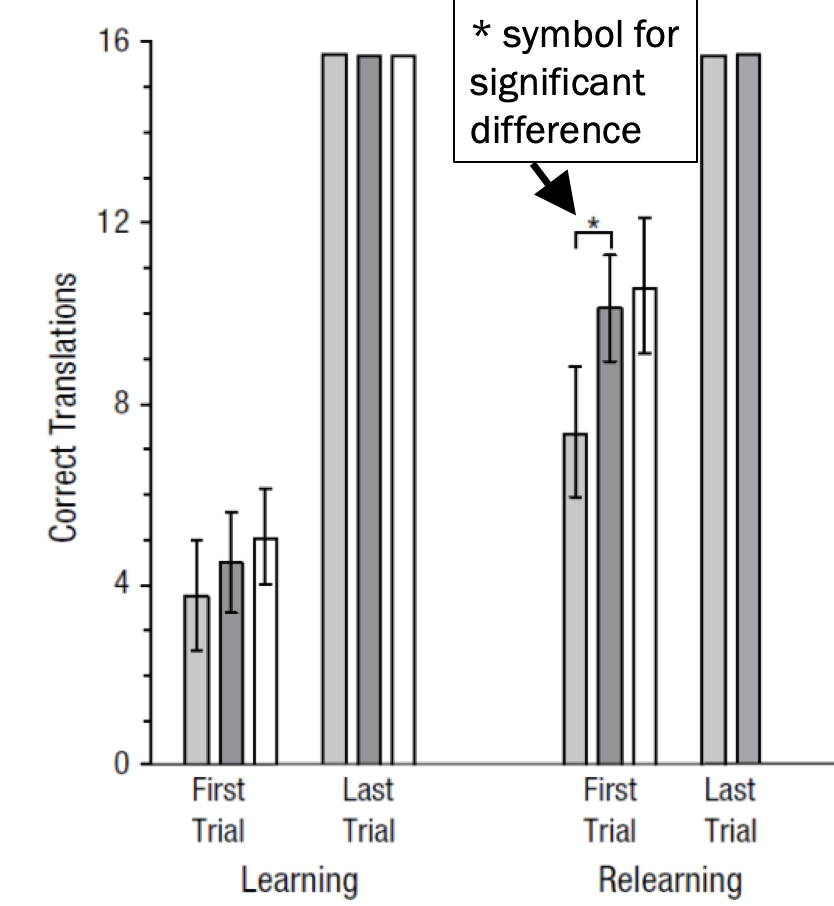 * symbol for
significant
difference
16
12
8
4
0
Correct Translations
*
First
Trial
Last
Trial
First
Trial
Last
Trial
Learning
Relearning